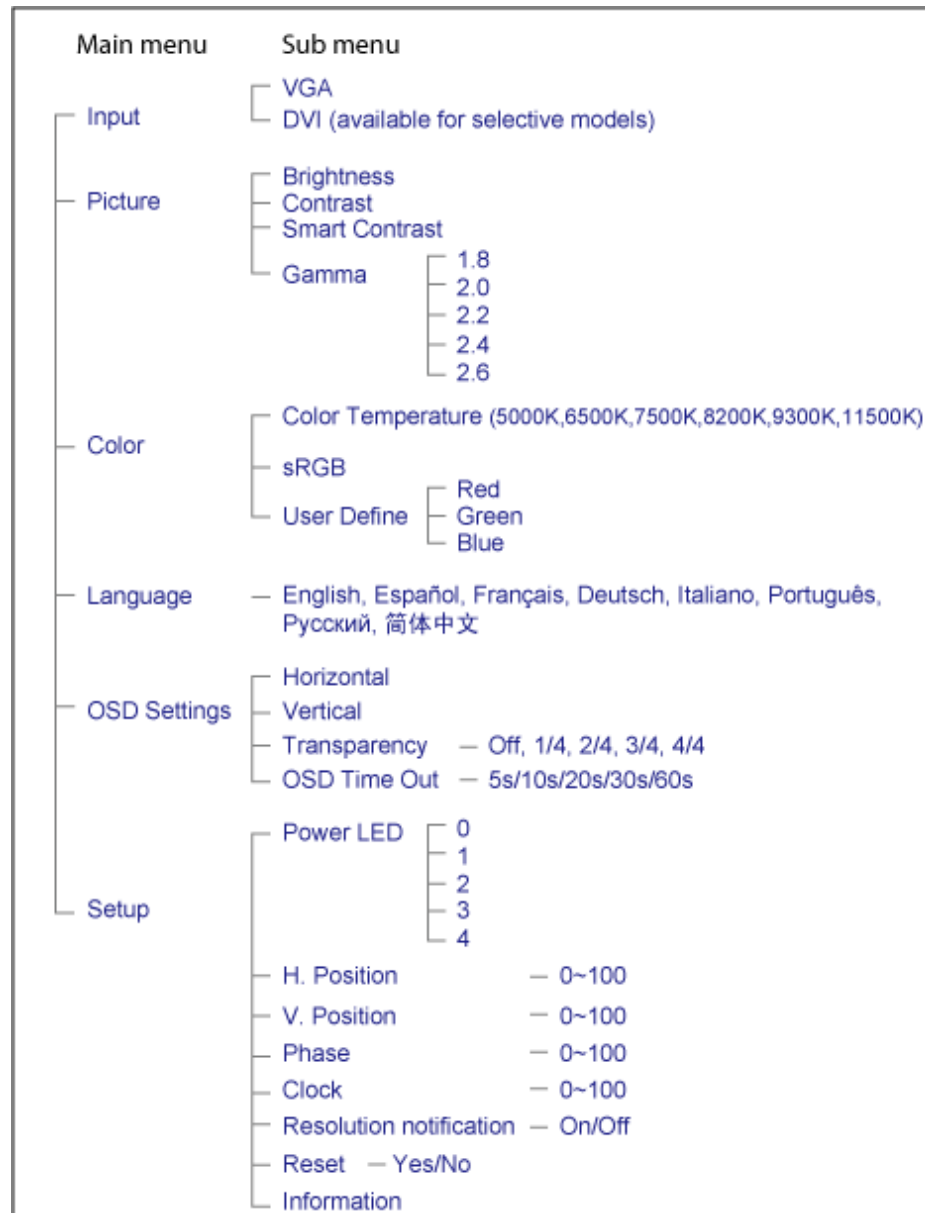 Main menu Sub menu
VGA
Input DVI (available for selective models)
Brightness
Picture Contrast
Smart Contrast
Gamma 1.8
2.0
2.2
2.4
2.6
Color Temperature (5000K,6500K,7500K,8200K,9300K,11500K)
Color
sRGB
Red
User Define Green
Blue
Language English, Español, Français, Deutsch, Italiano, Português,
Русский, 简体中文
Horizontal
OSD Settings Vertical
Transparency Off, 1/4, 2/4, 3/4, 4/4
OSD Time Out 5s/10s/20s/30s/60s
Power LED 0
1
2
Setup 3
4
H. Position 0~100
V. Position 0~100
Phase 0~100
Clock 0~100
Resolution notification On/Off
Reset Yes/No
Information